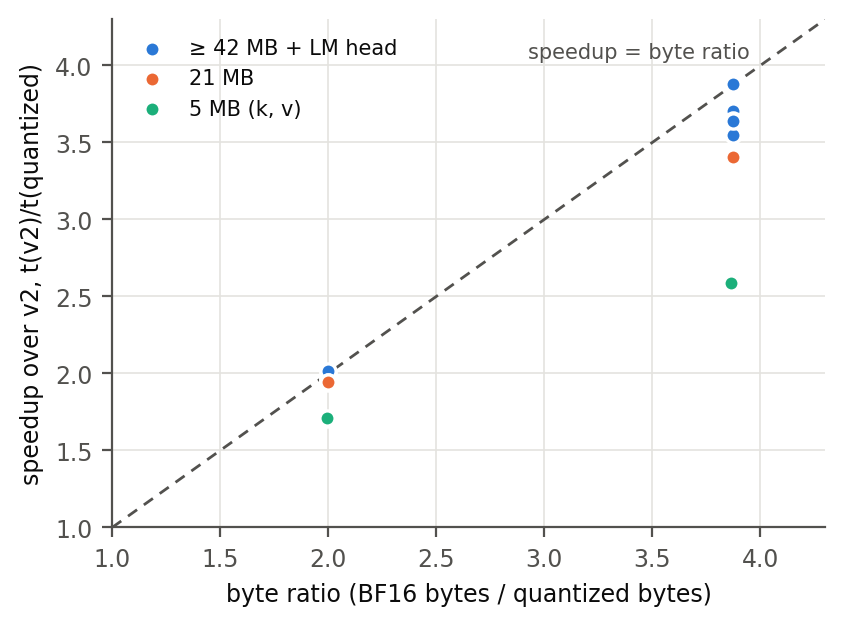 ≥ 42 MB + LM head
21 MB
5 MB (k, v)
speedup = byte ratio
speedup over v2, t(v2)/t(quantized)
4.0
3.5
3.0
2.5
2.0
1.5
1.0
1.0 1.5 2.0 2.5 3.0 3.5 4.0
byte ratio (BF16 bytes / quantized bytes)